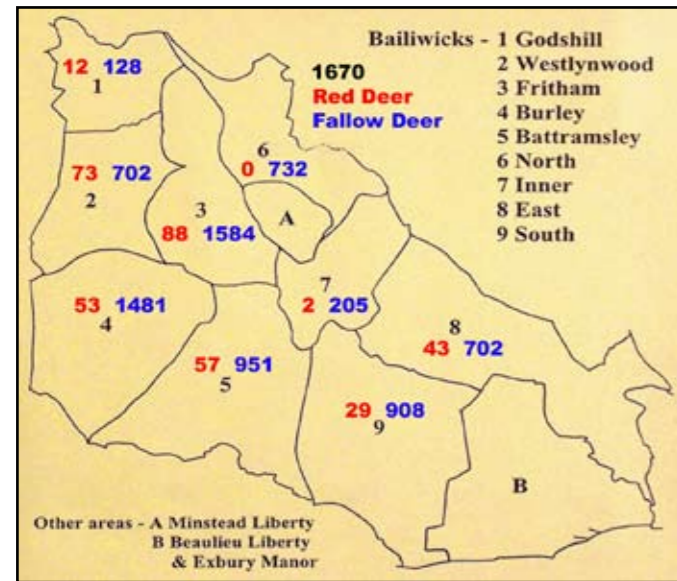 Bailiwicks - 1 Godshill
2 Westlynwood
3 Fritham
4 Burley
5 Battramsley
6 North
7 Inner
8 East
9 South
1670
Red Deer
Fallow Deer
12 128
1
6
0 732
73 702
2
3
88 1584
A
7
2 205
53 1481
4
8
43 702
57 951
5
29 908
9
B
Other areas - A Minstead Liberty
B Beaulieu Liberty
& Exbury Manor